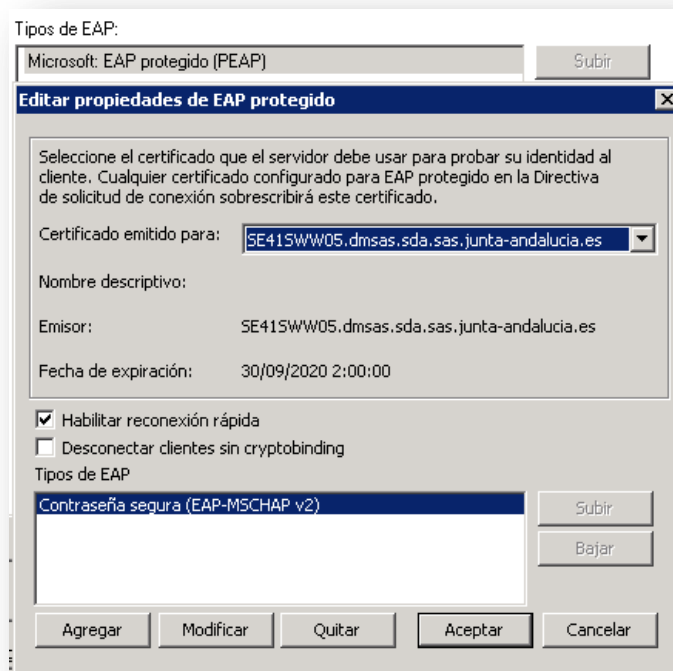 Tipos de EAP:
Microsoft: EAP protegido (PEAP)
Subir
Editar propiedades de EAP protegido
Seleccione el certificado que el servidor debe usar para probar su identidad al
cliente. Cualquier certificado configurado para EAP protegido en la Directiva
de solicitud de conexión sobrescribirá este certificado.
Certificado emitido para:
SE41SWW05.dmsas.sda.sas.junta-andalucia.es
Nombre descriptivo:
Emisor:
SE41SWW05.dmsas.sda.sas.junta-andalucia.es
Fecha de expiración:
30/09/2020 2:00:00
Habilitar reconexión rápida
Desconectar clientes sin cryptobinding
Tipos de EAP
Contraseña segura (EAP-MSCHAP v2)
Subir
Bajar
Agregar
Modificar
Quitar
Aceptar
Cancelar